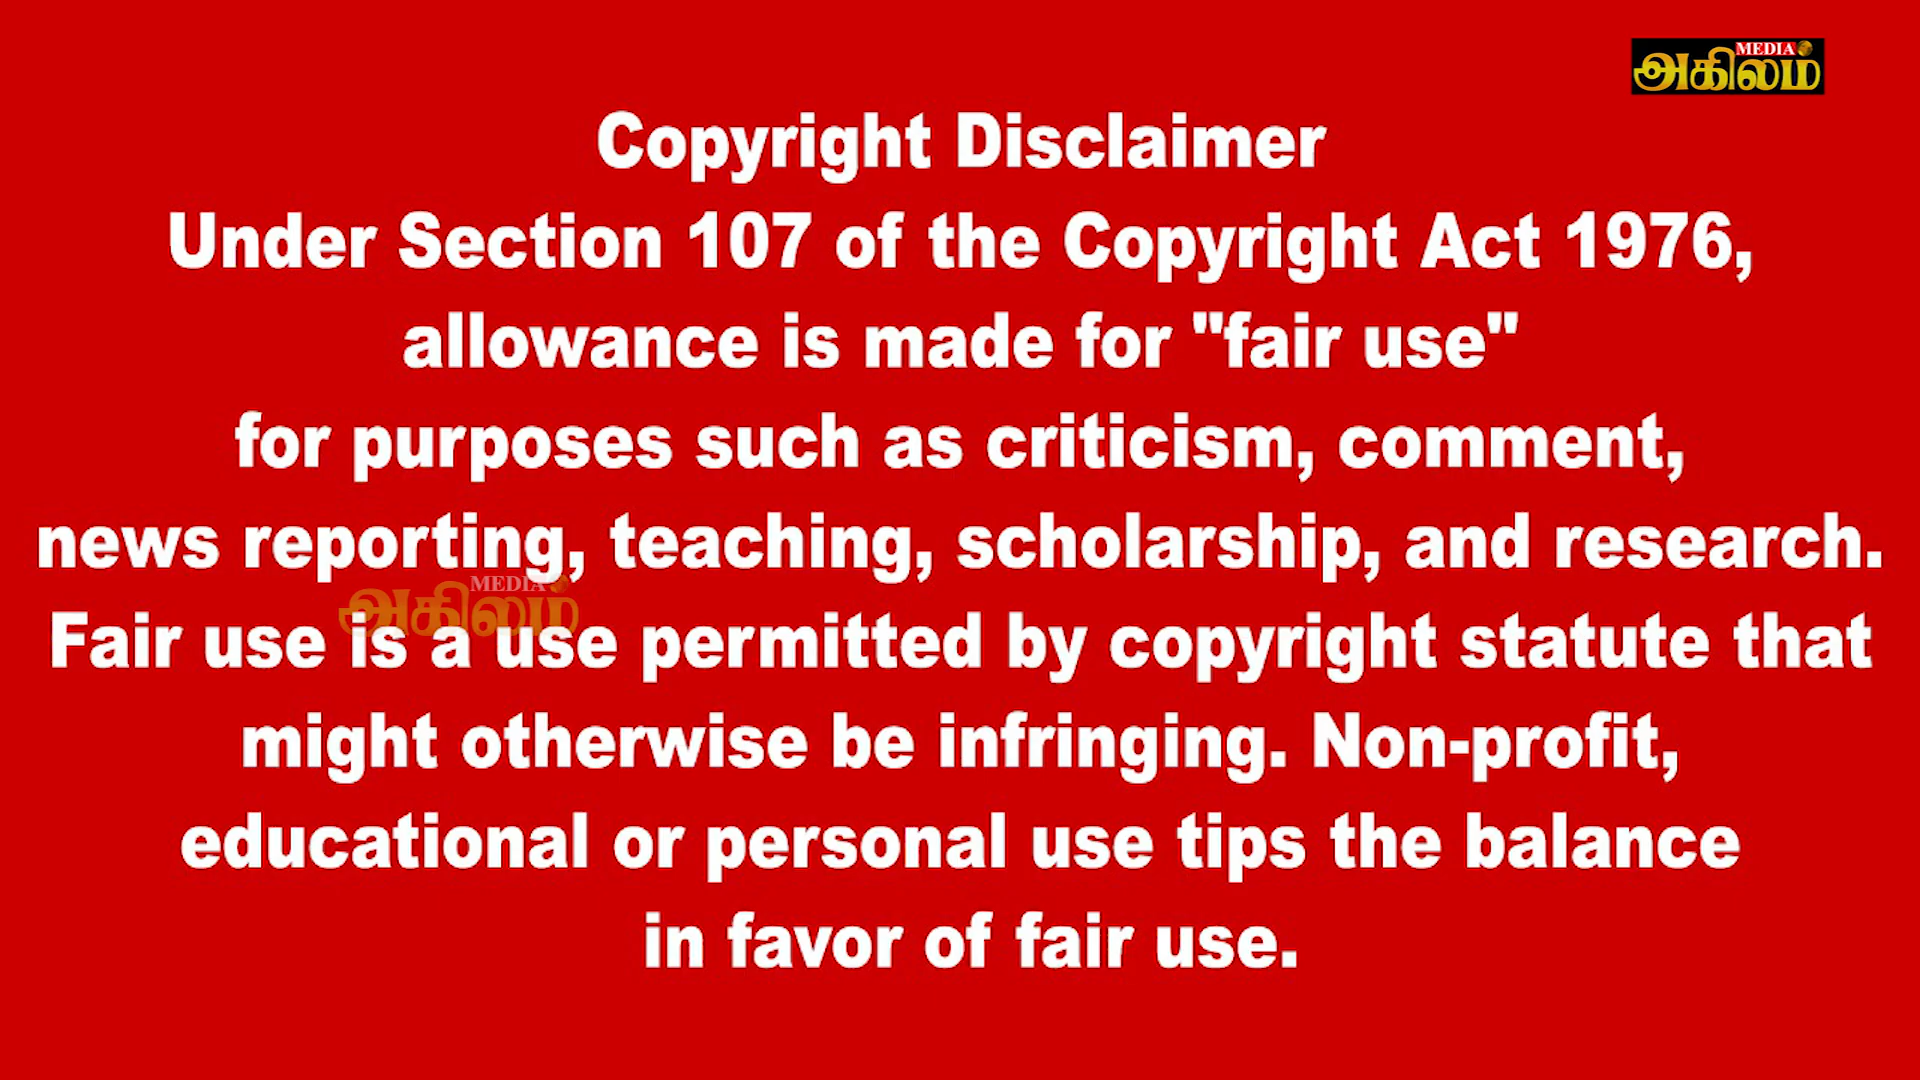 MEDIA
அகிலம்
Copyright Disclaimer
Under Section 107 of the Copyright Act 1976,
allowance is made for "fair use"
for purposes such as criticism, comment,
news reporting, teaching, scholarship, and research.
MEDIA
அகிலம்
Fair use is a use permitted by copyright statute that
might otherwise be infringing. Non-profit,
educational or personal use tips the balance
in favor of fair use.